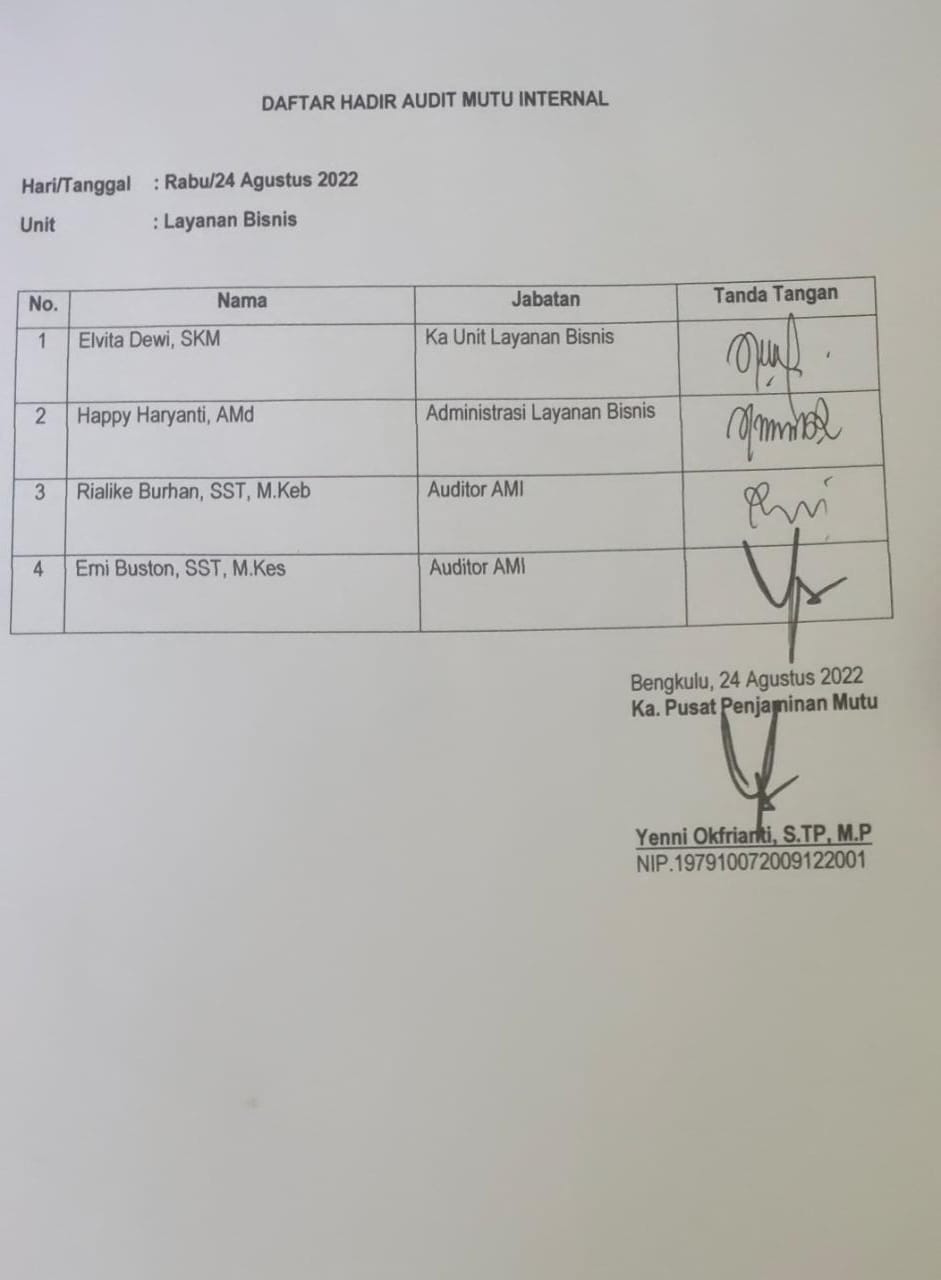 DAFTAR HADIR AUDIT MUTU INTERNAL
Hari/Tanggal : Rabu/24 Agustus 2022
Unit : Layanan Bisnis
No. Nama Jabatan Tanda Tangan
1 Elvita Dewi, SKM Ka Unit Layanan Bisnis
2 Happy Haryanti, AMd Administrasi Layanan Bisnis
3 Rialike Burhan, SST, M.Keb Auditor AMI
4 Erni Buston, SST, M.Kes Auditor AMI
Bengkulu, 24 Agustus 2022
Ka. Pusat Penjaminan Mutu
Yenni Okfrianti, S.TP, M.P
NIP.197910072009122001